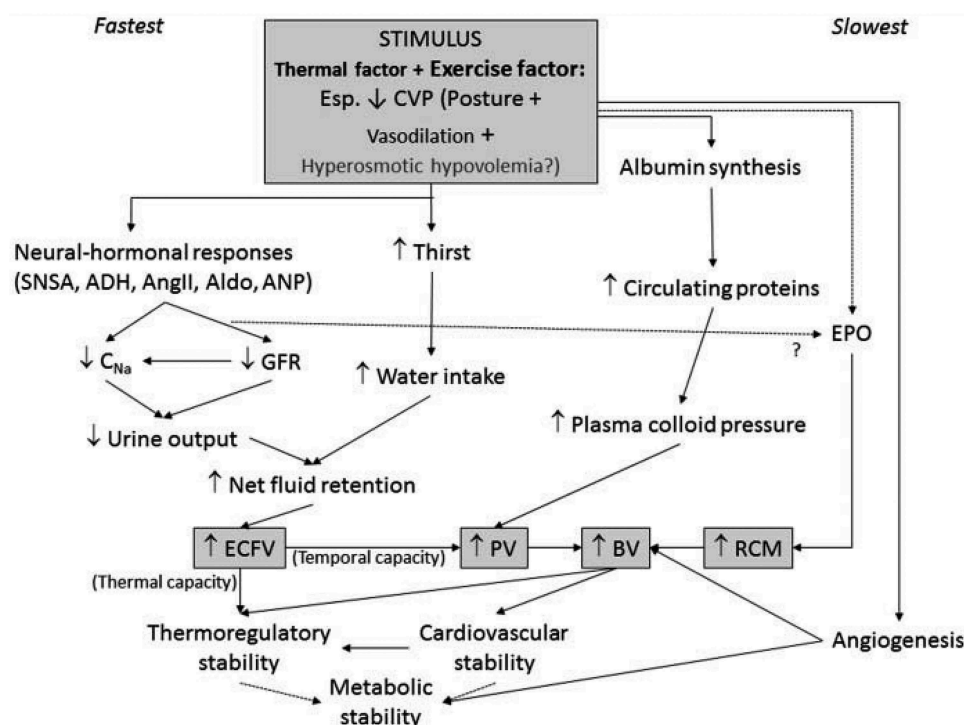 Fastest
Slowest
STIMULUS
Thermal factor + Exercise factor:
Esp. ↓ CVP (Posture +
Vasodilation +
Hyperosmotic hypovolemia?)
Albumin synthesis
Neural-hormonal responses
(SNSA, ADH, AngII, Aldo, ANP)
↑ Thirst
↑ Circulating proteins
EPO
?
↓ C_Na
↓ GFR
↑ Water intake
↓ Urine output
↑ Plasma colloid pressure
↑ Net fluid retention
↑ ECFV
(Temporal capacity)
↑ PV
↑ BV
↑ RCM
(Thermal capacity)
Thermoregulatory
stability
Cardiovascular
stability
Angiogenesis
Metabolic
stability